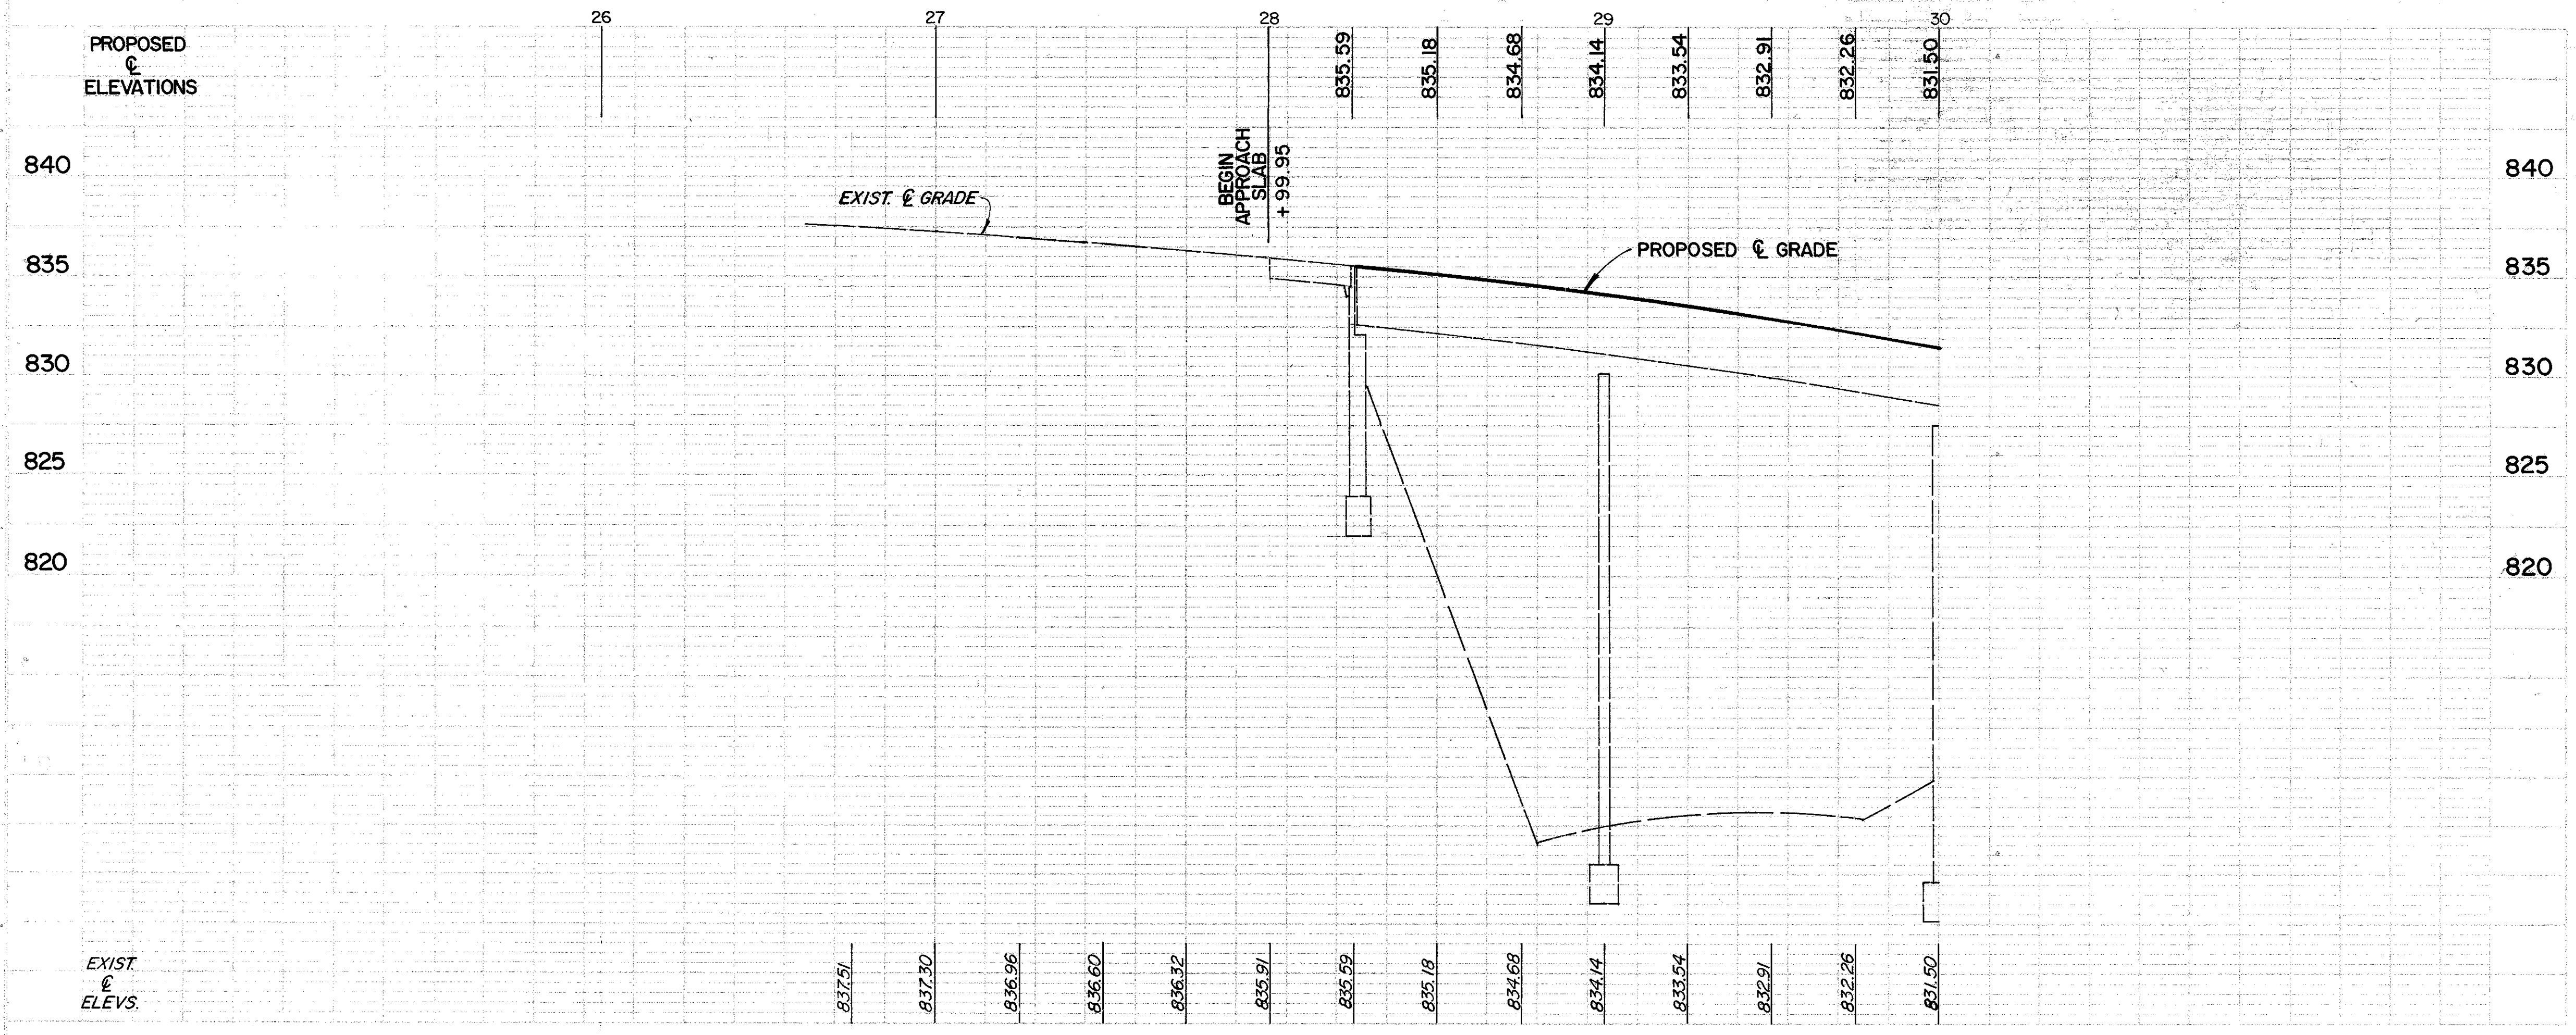 26 27 28 29 30
PROPOSED
℄
ELEVATIONS
835.59 835.18 834.68 834.14 833.54 832.91 832.26 831.50
BEGIN
APPROACH
SLAB
+ 99.95
840 840
EXIST. ℄ GRADE
PROPOSED ℄ GRADE
835 835
830 830
825 825
820 820
EXIST.
℄
ELEVS.
837.51 837.30 836.96 836.60 836.32 835.91 835.59 835.18 834.68 834.14 833.54 832.91 832.26 831.50